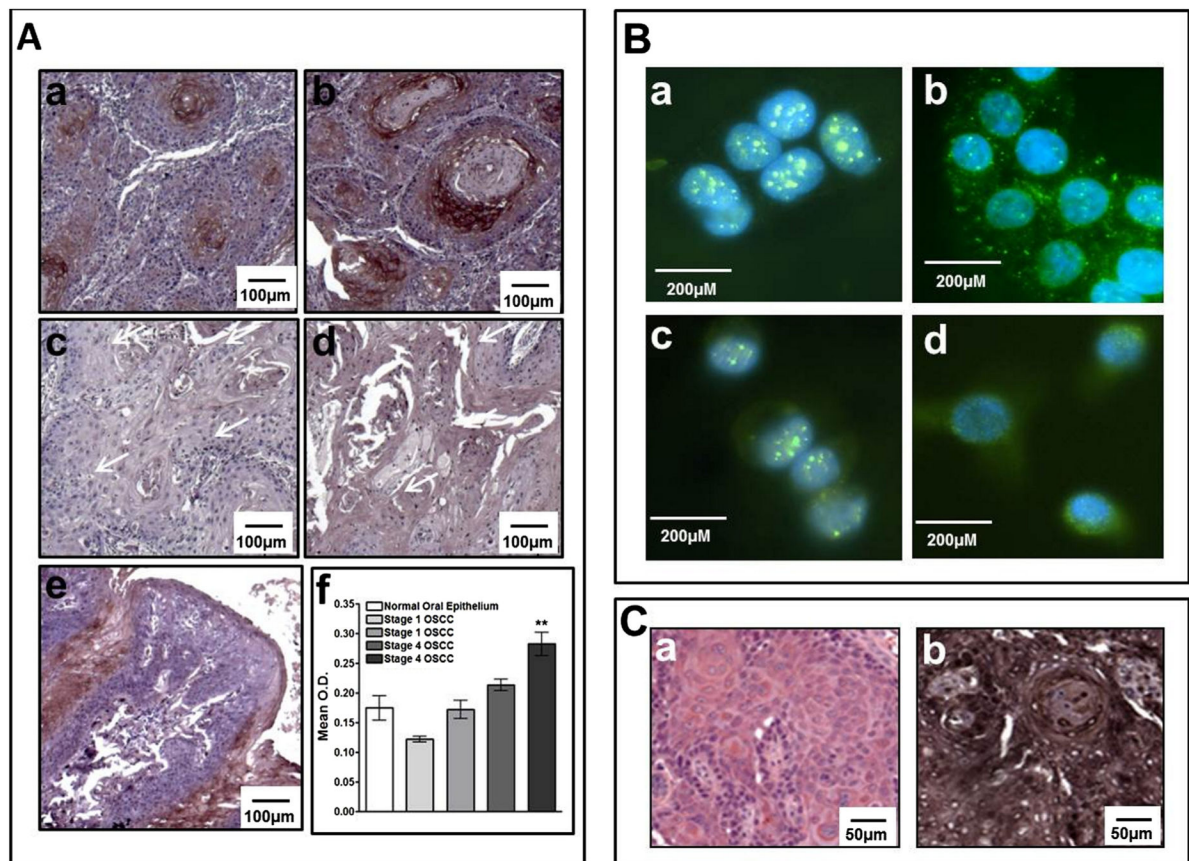 A
a
100µm
b
100µm
c
100µm
d
100µm
e
100µm
f
Mean O.D.
0.35
0.30
0.25
0.20
0.15
0.10
0.05
0.00
Normal Oral Epithelium
Stage 1 OSCC
Stage 1 OSCC
Stage 4 OSCC
Stage 4 OSCC
**
B
a
200µM
b
200µM
c
200µM
d
200µM
C
a
50µm
b
50µm